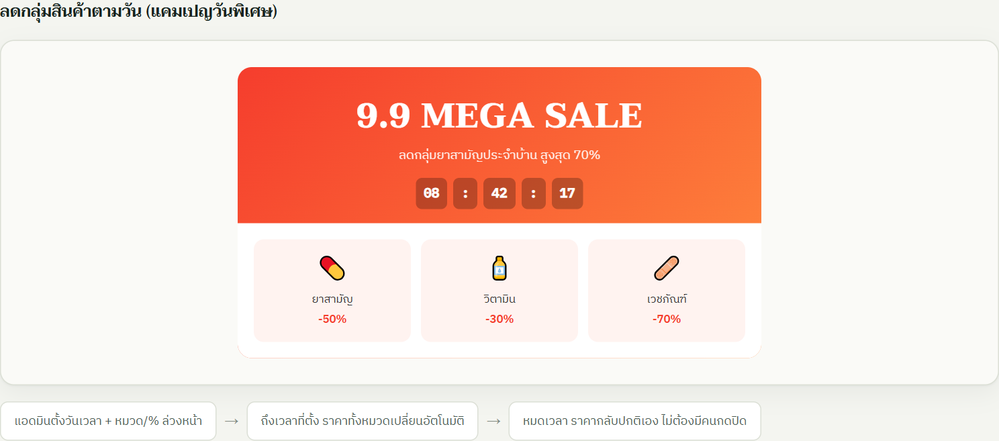 ลดกลุ่มสินค้าตามวัน (แคมเปญวันพิเศษ)
9.9 MEGA SALE
ลดกลุ่มยาสามัญประจำบ้าน สูงสุด 70%
08 : 42 : 17
ยาสามัญ
-50%
วิตามิน
-30%
เวชภัณฑ์
-70%
แอดมินตั้งวันเวลา + หมวด/% ล่วงหน้า → ถึงเวลาที่ตั้ง ราคาทั้งหมวดเปลี่ยนอัตโนมัติ → หมดเวลา ราคากลับปกติเอง ไม่ต้องมีคนกดปิด